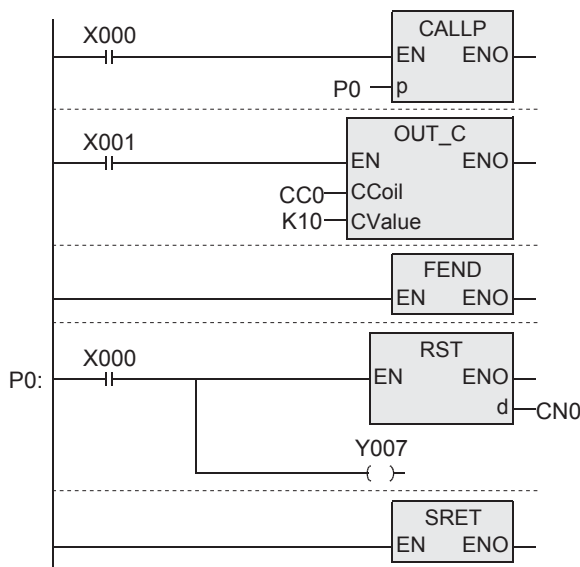 X000
CALLP
EN ENO
P0 p
X001
OUT_C
EN ENO
CC0 CCoil
K10 CValue
FEND
EN ENO
X000
RST
P0: EN ENO
d CN0
Y007
SRET
EN ENO